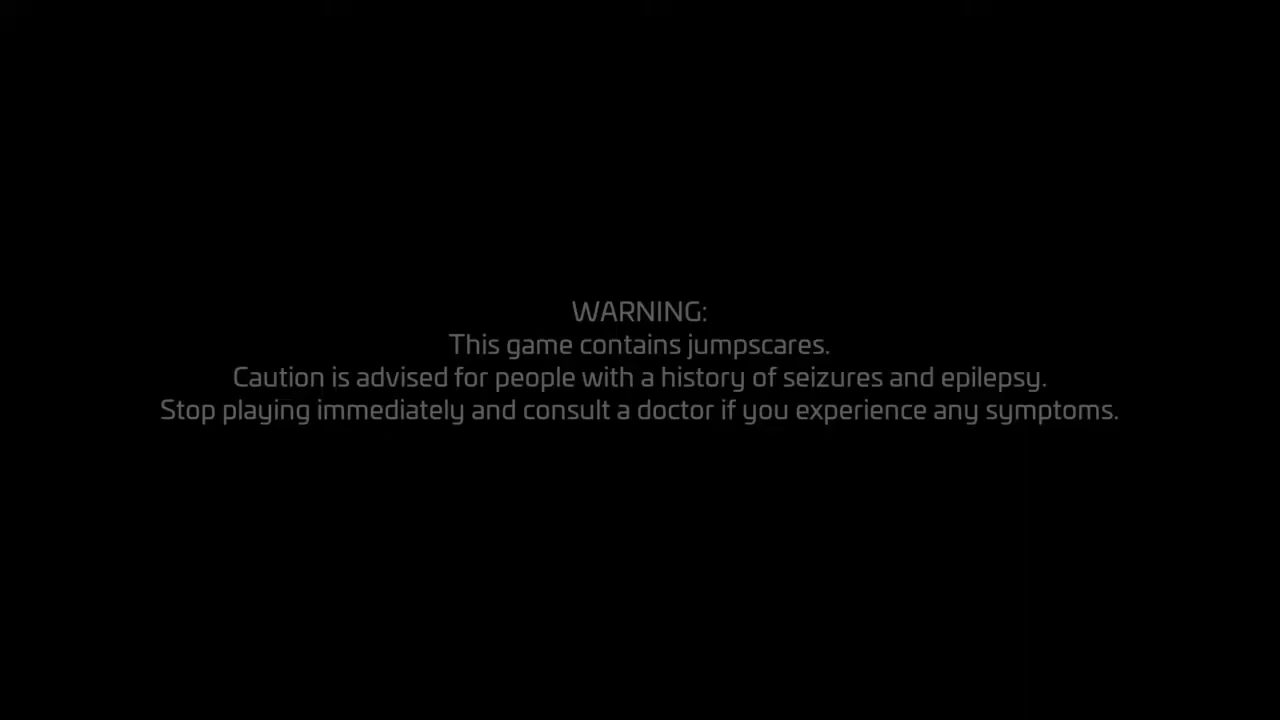 WARNING:
This game contains jumpscares.
Caution is advised for people with a history of seizures and epilepsy.
Stop playing immediately and consult a doctor if you experience any symptoms.